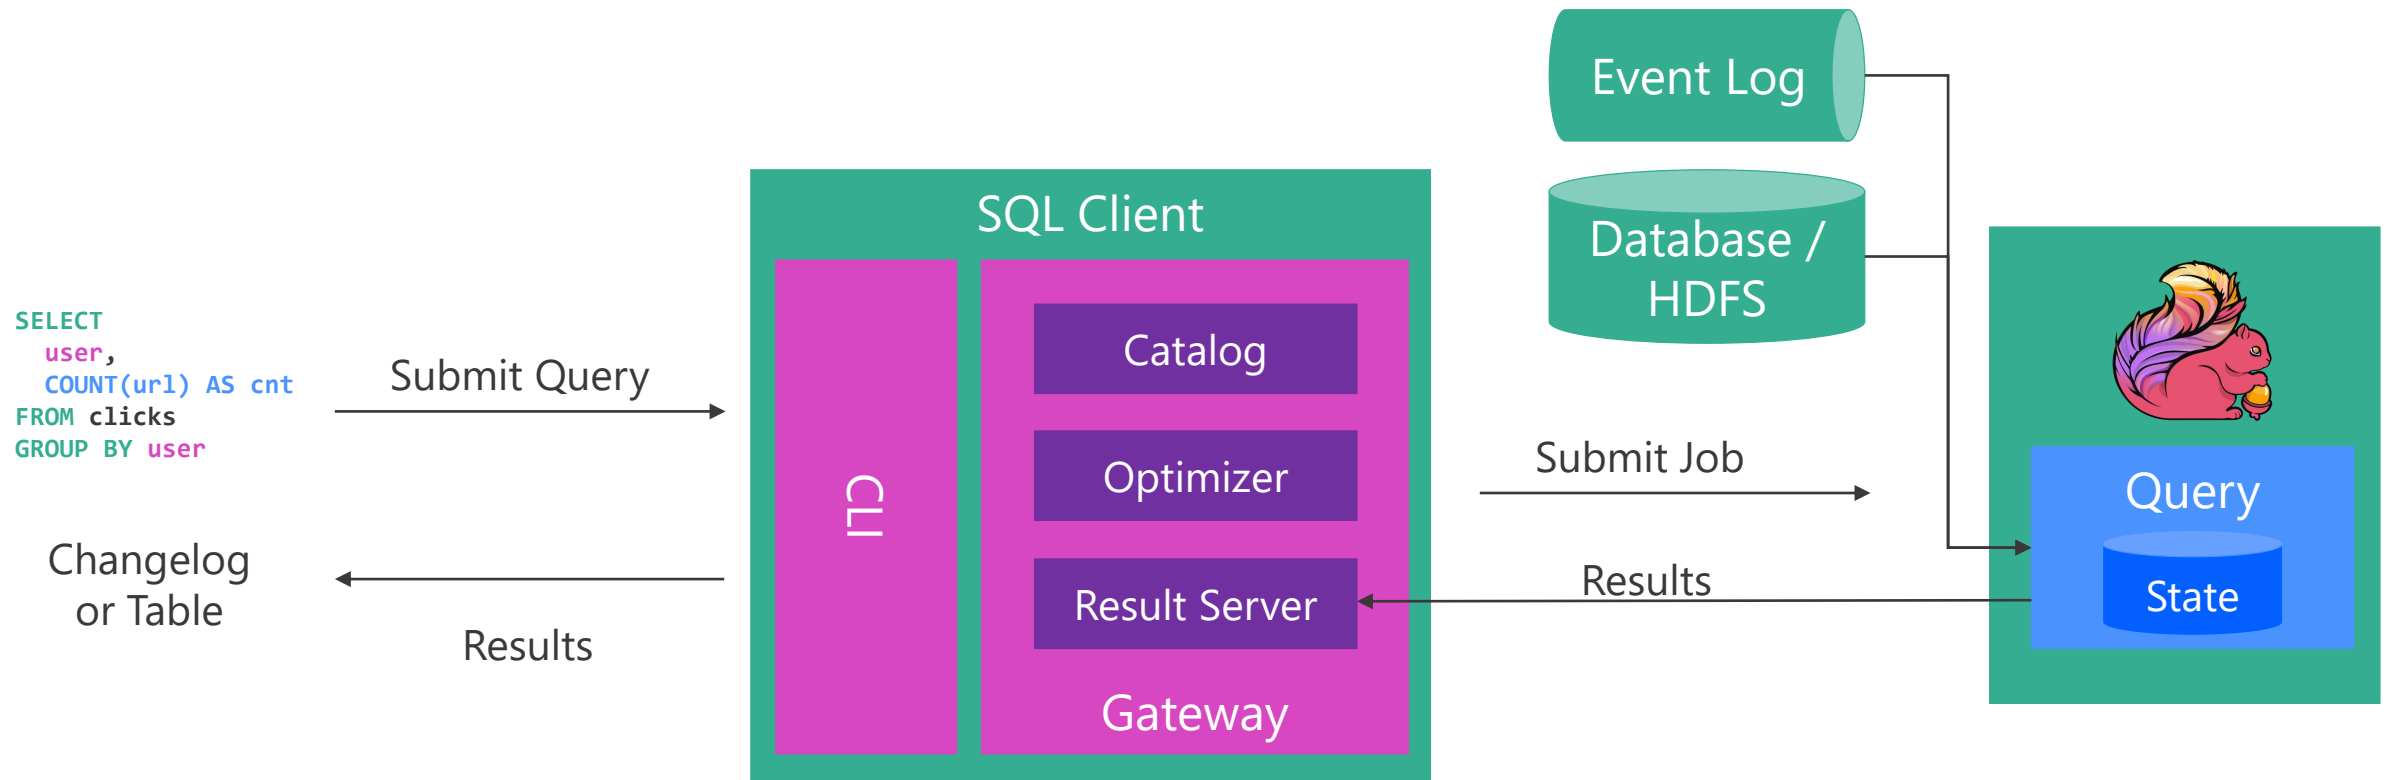 SELECT
user,
COUNT(url) AS cnt
FROM clicks
GROUP BY user
Submit Query
Changelog
or Table
Results
SQL Client
CLI
Catalog
Optimizer
Result Server
Gateway
Event Log
Database /
HDFS
Submit Job
Results
Query
State